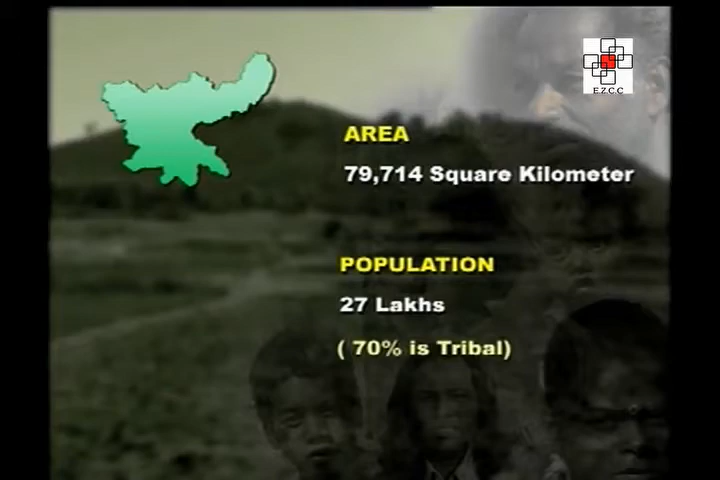 EZCC
AREA
79,714 Square Kilometer
POPULATION
27 Lakhs
( 70% is Tribal)